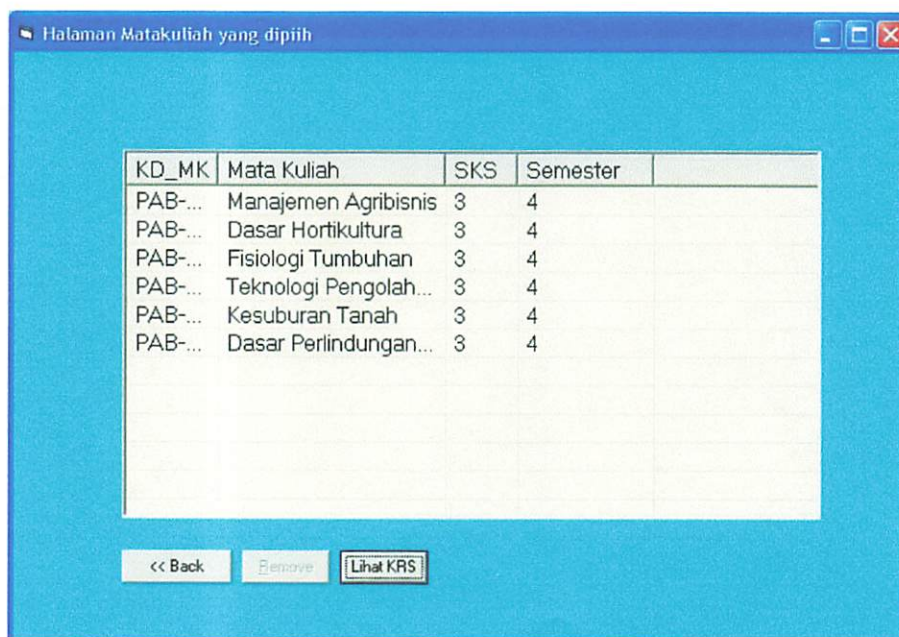 Halaman Matakuliah yang dipiih
KD_MK Mata Kuliah SKS Semester
PAB-... Manajemen Agribisnis 3 4
PAB-... Dasar Hortikultura 3 4
PAB-... Fisiologi Tumbuhan 3 4
PAB-... Teknologi Pengolah... 3 4
PAB-... Kesuburan Tanah 3 4
PAB-... Dasar Perlindungan... 3 4
<< Back Remove Lihat KRS